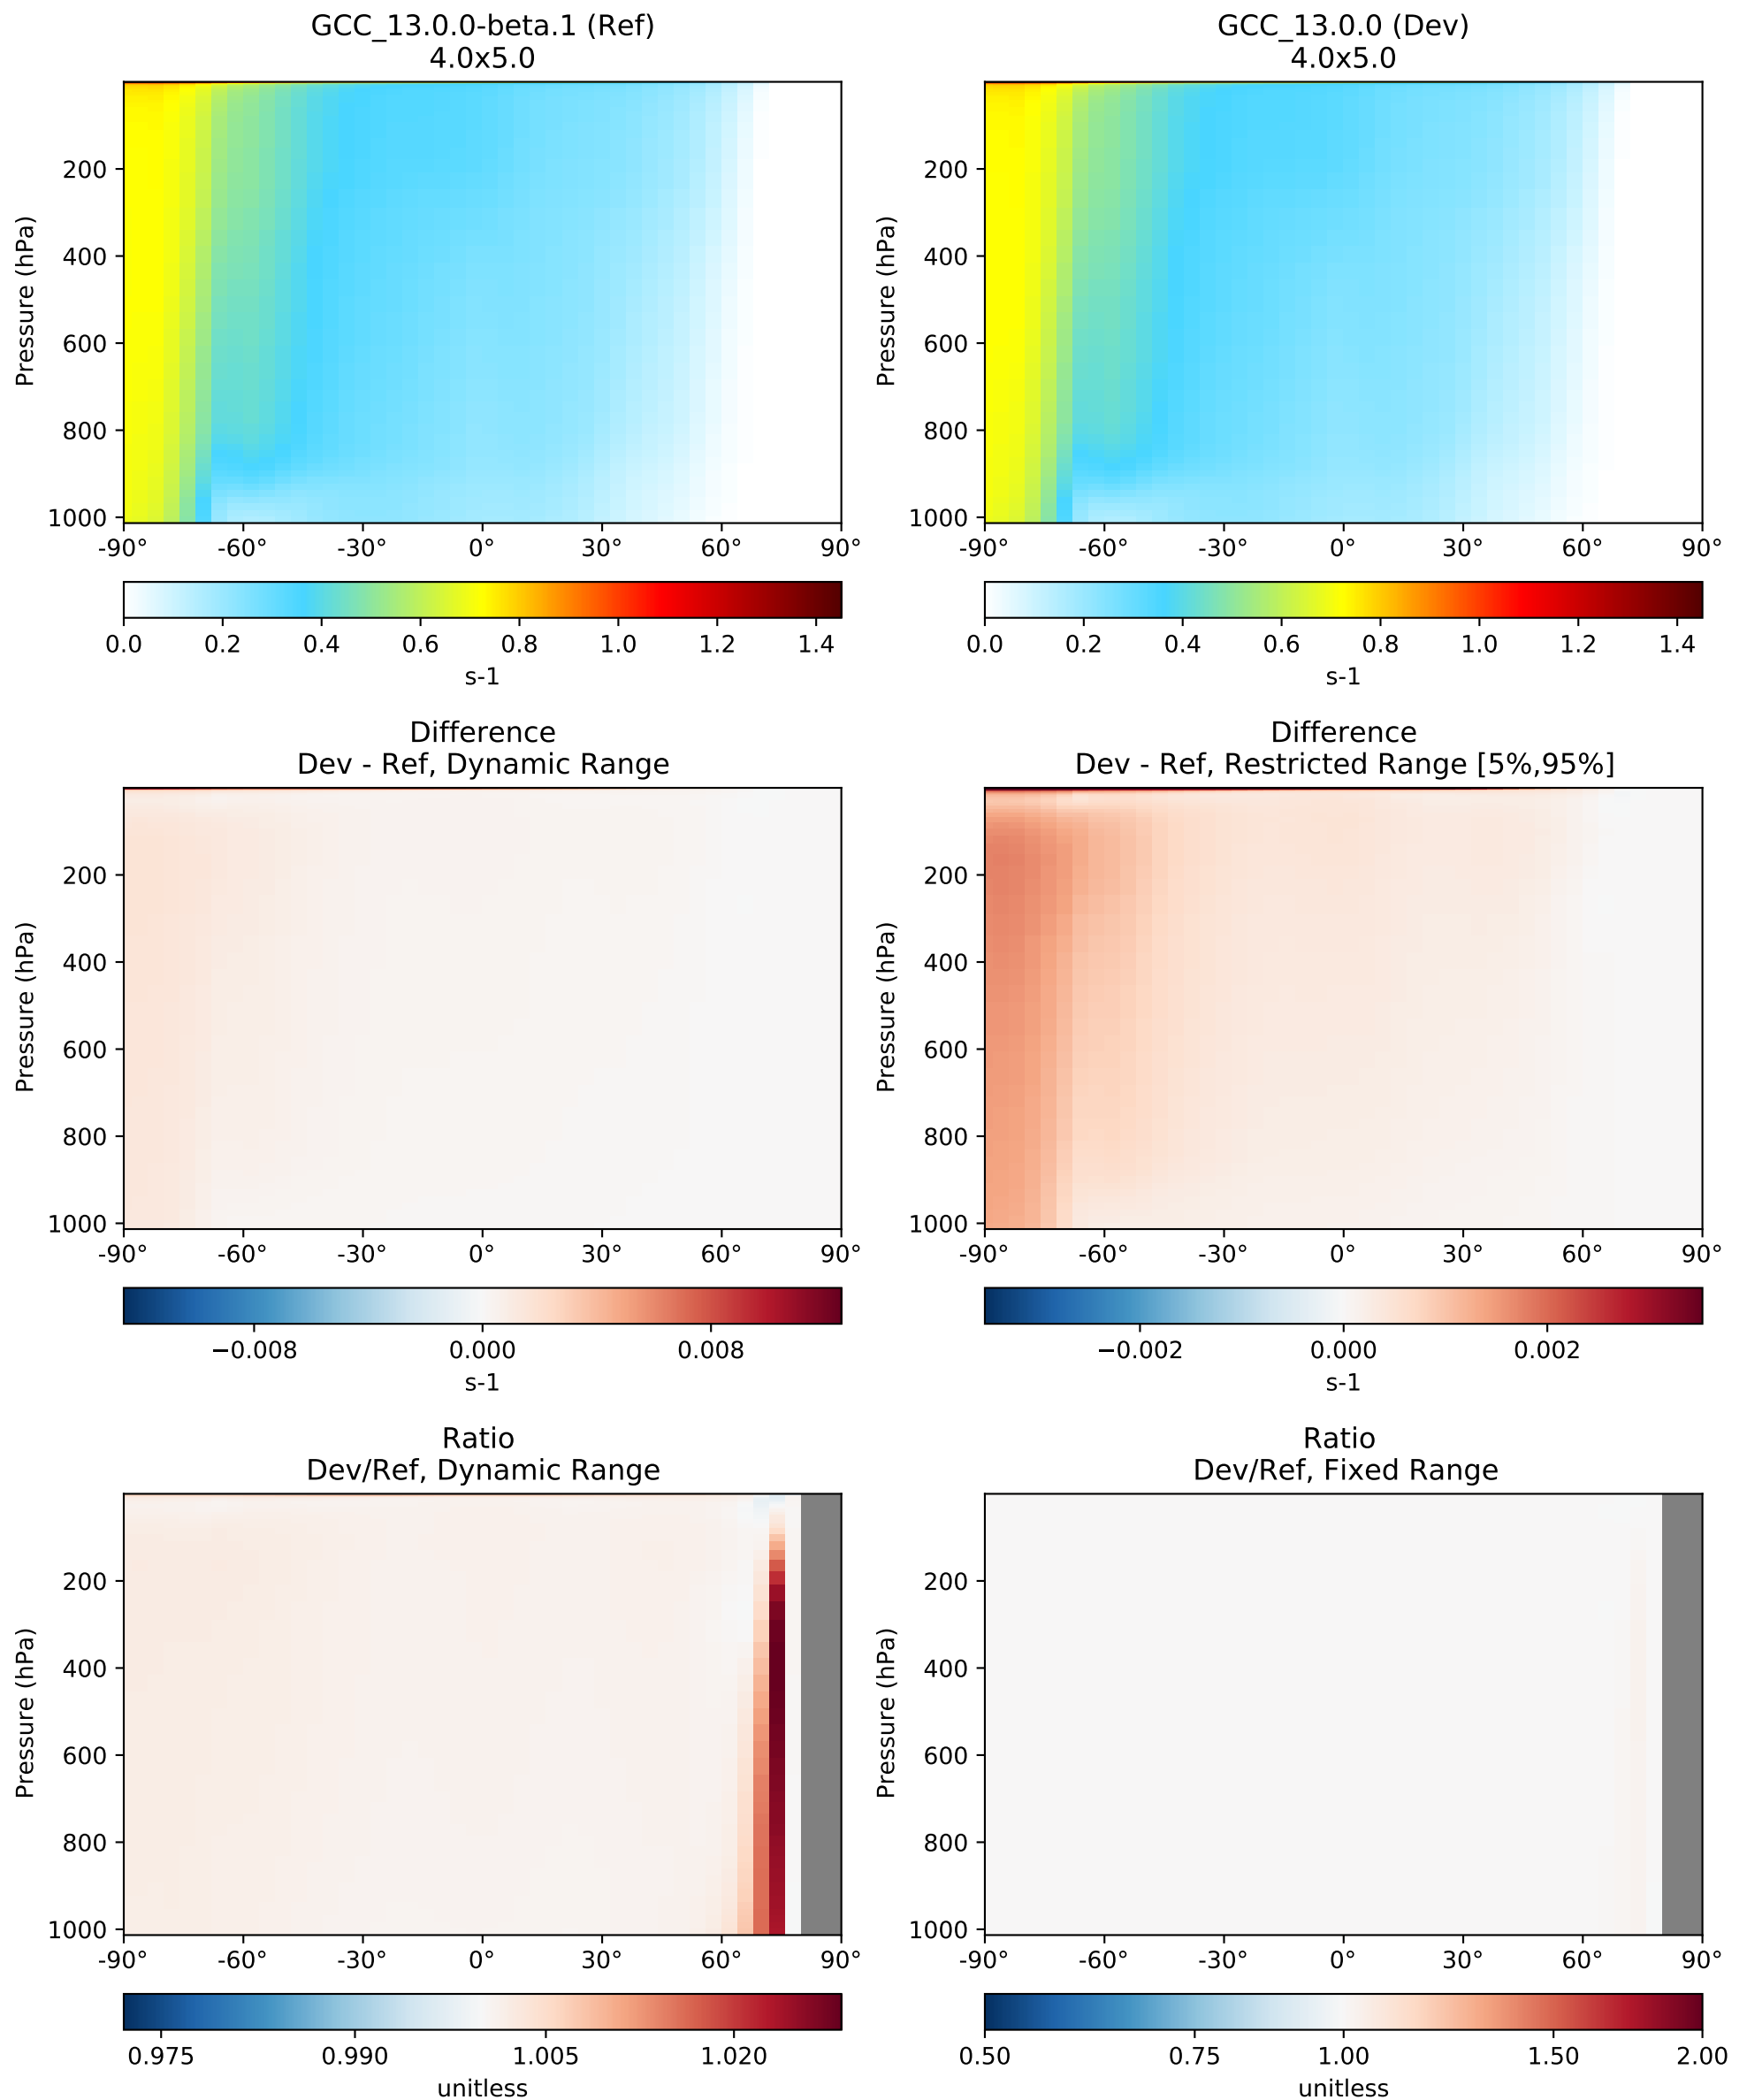 GCC_13.0.0-beta.1 (Ref)
4.0x5.0
GCC_13.0.0 (Dev)
4.0x5.0
Pressure (hPa)
200
400
600
800
1000
-90° -60° -30° 0° 30° 60° 90°
0.0 0.2 0.4 0.6 0.8 1.0 1.2 1.4
s-1
Pressure (hPa)
200
400
600
800
1000
-90° -60° -30° 0° 30° 60° 90°
0.0 0.2 0.4 0.6 0.8 1.0 1.2 1.4
s-1
Difference
Dev - Ref, Dynamic Range
Pressure (hPa)
200
400
600
800
1000
-90° -60° -30° 0° 30° 60° 90°
−0.008 0.000 0.008
s-1
Difference
Dev - Ref, Restricted Range [5%,95%]
Pressure (hPa)
200
400
600
800
1000
-90° -60° -30° 0° 30° 60° 90°
−0.002 0.000 0.002
s-1
Ratio
Dev/Ref, Dynamic Range
Pressure (hPa)
200
400
600
800
1000
-90° -60° -30° 0° 30° 60° 90°
0.975 0.990 1.005 1.020
unitless
Ratio
Dev/Ref, Fixed Range
Pressure (hPa)
200
400
600
800
1000
-90° -60° -30° 0° 30° 60° 90°
0.50 0.75 1.00 1.50 2.00
unitless